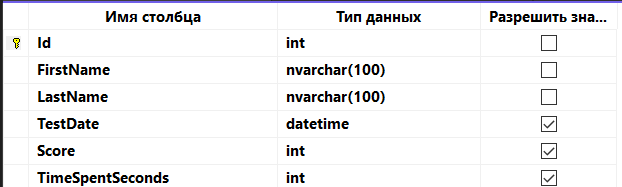 Имя столбца Тип данных Разрешить зна...
Id int
FirstName nvarchar(100)
LastName nvarchar(100)
TestDate datetime
Score int
TimeSpentSeconds int